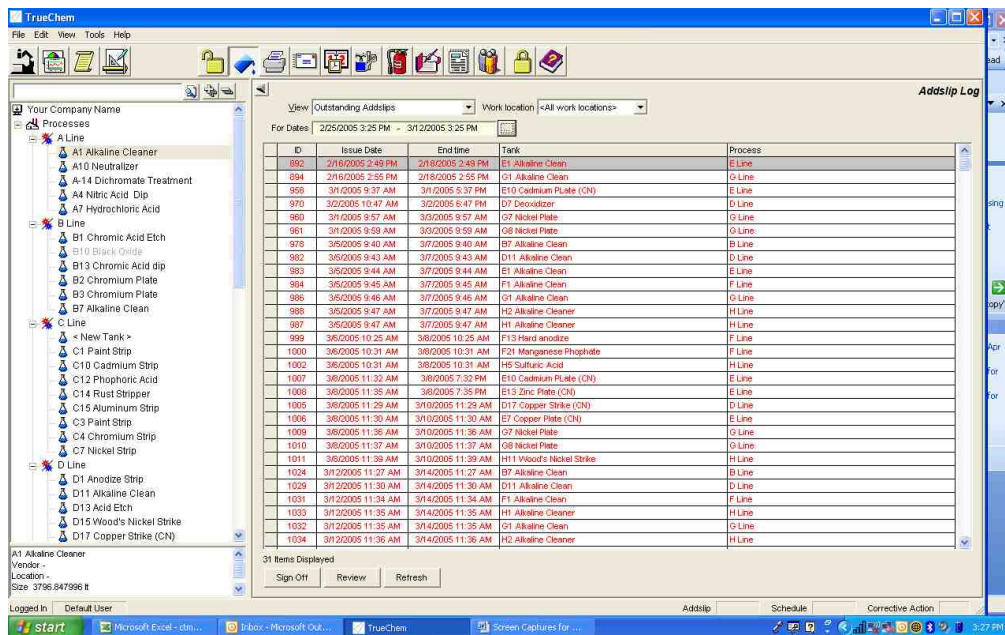 TrueChem
File Edit View Tools Help
Addslip Log
View Outstanding Addslips Work location <All work locations>
For Dates 2/25/2005 3:25 PM - 3/12/2005 3:25 PM
Your Company Name
Processes
A Line
A1 Alkaline Cleaner
A10 Neutralizer
A-14 Dichromate Treatment
A4 Nitric Acid Dip
A7 Hydrochloric Acid
B Line
B1 Chromic Acid Etch
B10 Black Oxide
B13 Chromic Acid dip
B2 Chromium Plate
B3 Chromium Plate
B7 Alkaline Clean
C Line
< New Tank >
C1 Paint Strip
C10 Cadmium Strip
C12 Phophoric Acid
C14 Rust Stripper
C15 Aluminum Strip
C3 Paint Strip
C4 Chromium Strip
C7 Nickel Strip
D Line
D1 Anodize Strip
D11 Alkaline Clean
D13 Acid Etch
D15 Wood's Nickel Strike
D17 Copper Strike (CN)
A1 Alkaline Cleaner
Vendor -
Location -
Size 3796.847996 lt
ID Issue Date End time Tank Process
892 2/16/2005 2:49 PM 2/18/2005 2:49 PM E1 Alkaline Clean E Line
894 2/16/2005 2:55 PM 2/18/2005 2:55 PM G1 Alkaline Clean G Line
958 3/1/2005 9:37 AM 3/1/2005 5:37 PM E10 Cadmium PLate (CN) E Line
970 3/2/2005 10:47 AM 3/2/2005 6:47 PM D7 Deoxidizer D Line
960 3/1/2005 9:57 AM 3/3/2005 9:57 AM G7 Nickel Plate G Line
961 3/1/2005 9:59 AM 3/3/2005 9:59 AM G8 Nickel Plate G Line
978 3/5/2005 9:40 AM 3/7/2005 9:40 AM B7 Alkaline Clean B Line
982 3/5/2005 9:43 AM 3/7/2005 9:43 AM D11 Alkaline Clean D Line
983 3/5/2005 9:44 AM 3/7/2005 9:44 AM E1 Alkaline Clean E Line
984 3/5/2005 9:45 AM 3/7/2005 9:45 AM F1 Alkaline Clean F Line
986 3/5/2005 9:46 AM 3/7/2005 9:46 AM G1 Alkaline Clean G Line
988 3/5/2005 9:47 AM 3/7/2005 9:47 AM H2 Alkaline Cleaner H Line
987 3/5/2005 9:47 AM 3/7/2005 9:47 AM H1 Alkaline Cleaner H Line
999 3/6/2005 10:25 AM 3/8/2005 10:25 AM F13 Hard anodize F Line
1000 3/6/2005 10:31 AM 3/8/2005 10:31 AM F21 Manganese Phophate F Line
1002 3/6/2005 10:31 AM 3/8/2005 10:31 AM H5 Sulfuric Acid H Line
1007 3/8/2005 11:32 AM 3/8/2005 7:32 PM E10 Cadmium PLate (CN) E Line
1008 3/8/2005 11:35 AM 3/8/2005 7:35 PM E13 Zinc Plate (CN) E Line
1005 3/8/2005 11:29 AM 3/10/2005 11:29 AM D17 Copper Strike (CN) D Line
1006 3/8/2005 11:30 AM 3/10/2005 11:30 AM E7 Copper Plate (CN) E Line
1009 3/8/2005 11:36 AM 3/10/2005 11:36 AM G7 Nickel Plate G Line
1010 3/8/2005 11:37 AM 3/10/2005 11:37 AM G8 Nickel Plate G Line
1011 3/8/2005 11:39 AM 3/10/2005 11:39 AM H11 Wood's Nickel Strike H Line
1024 3/12/2005 11:27 AM 3/14/2005 11:27 AM B7 Alkaline Clean B Line
1029 3/12/2005 11:30 AM 3/14/2005 11:30 AM D11 Alkaline Clean D Line
1031 3/12/2005 11:34 AM 3/14/2005 11:34 AM F1 Alkaline Clean F Line
1033 3/12/2005 11:35 AM 3/14/2005 11:35 AM H1 Alkaline Cleaner H Line
1032 3/12/2005 11:35 AM 3/14/2005 11:35 AM G1 Alkaline Clean G Line
1034 3/12/2005 11:36 AM 3/14/2005 11:36 AM H2 Alkaline Cleaner H Line
31 Items Displayed
Sign Off Review Refresh
Logged In Default User Addslip Schedule Corrective Action
start Microsoft Excel - ctm... Inbox - Microsoft Out... TrueChem Screen Captures for ... 3:27 PM
ead
sing
t
opy'
Apr
for
for